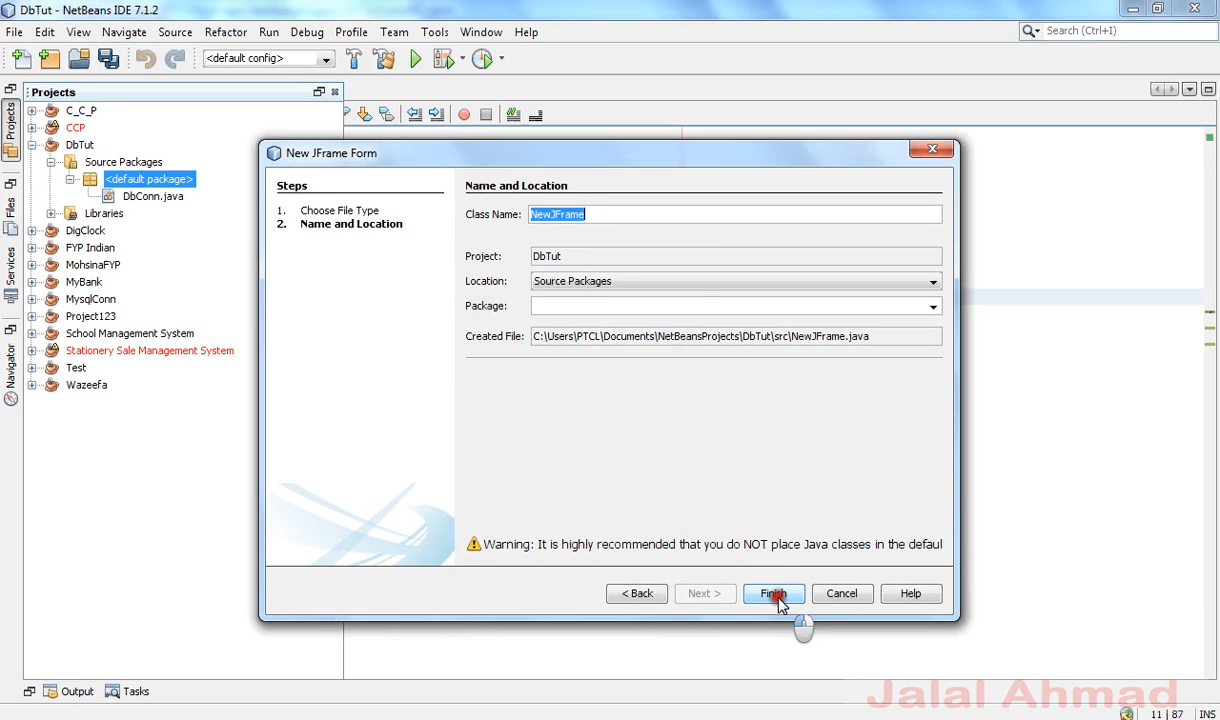 DbTut - NetBeans IDE 7.1.2
File Edit View Navigate Source Refactor Run Debug Profile Team Tools Window Help
Search (Ctrl+I)
<default config>
Projects
Projects
Files
Services
Navigator
C_C_P
CCP
DbTut
Source Packages
<default package>
DbConn.java
Libraries
DigClock
FYP Indian
MohsinaFYP
MyBank
MysqlConn
Project123
School Management System
Stationery Sale Management System
Test
Wazeefa
New JFrame Form
Steps
1. Choose File Type
2. Name and Location
Name and Location
Class Name: NewJFrame
Project: DbTut
Location: Source Packages
Package:
Created File: C:\Users\PTCL\Documents\NetBeansProjects\DbTut\src\NewJFrame.java
Warning: It is highly recommended that you do NOT place Java classes in the defaul
< Back Next > Finish Cancel Help
Output Tasks
Jalal Ahmad
11 | 87 INS